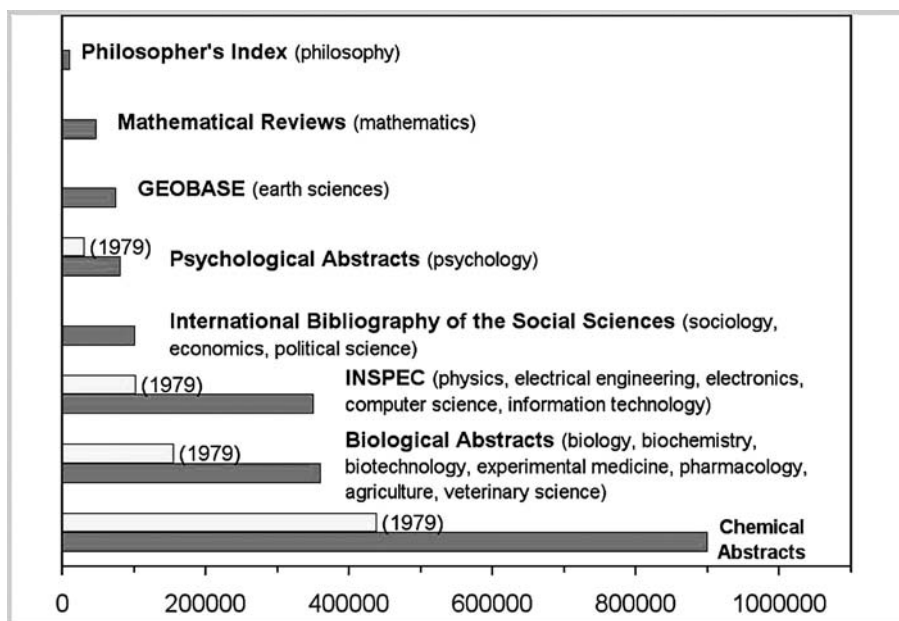 Philosopher's Index (philosophy)
Mathematical Reviews (mathematics)
GEOBASE (earth sciences)
(1979)
Psychological Abstracts (psychology)
International Bibliography of the Social Sciences (sociology,
economics, political science)
(1979)
INSPEC (physics, electrical engineering, electronics,
computer science, information technology)
(1979)
Biological Abstracts (biology, biochemistry,
biotechnology, experimental medicine, pharmacology,
agriculture, veterinary science)
(1979)
Chemical
Abstracts
0 200000 400000 600000 800000 1000000